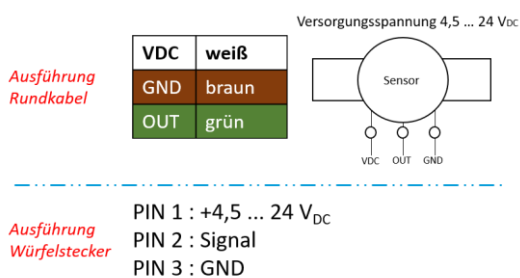 Versorgungsspannung 4,5 ... 24 VDC
VDC weiß
GND braun
OUT grün
Ausführung
Rundkabel
Sensor
VDC OUT GND
Ausführung
Würfelstecker
PIN 1 : +4,5 ... 24 VDC
PIN 2 : Signal
PIN 3 : GND